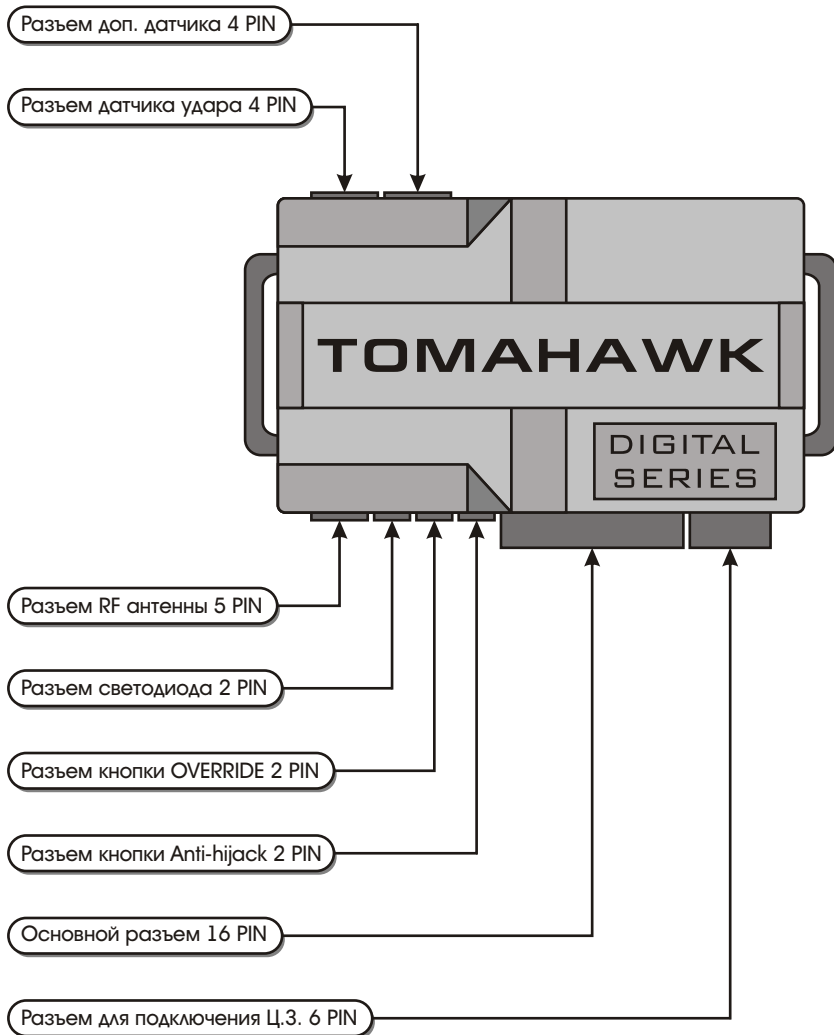 Разъем доп. датчика 4 PIN
Разъем датчика удара 4 PIN
TOMAHAWK
DIGITAL
SERIES
Разъем RF антенны 5 PIN
Разъем светодиода 2 PIN
Разъем кнопки OVERRIDE 2 PIN
Разъем кнопки Anti-hijack 2 PIN
Основной разъем 16 PIN
Разъем для подключения Ц.З. 6 PIN